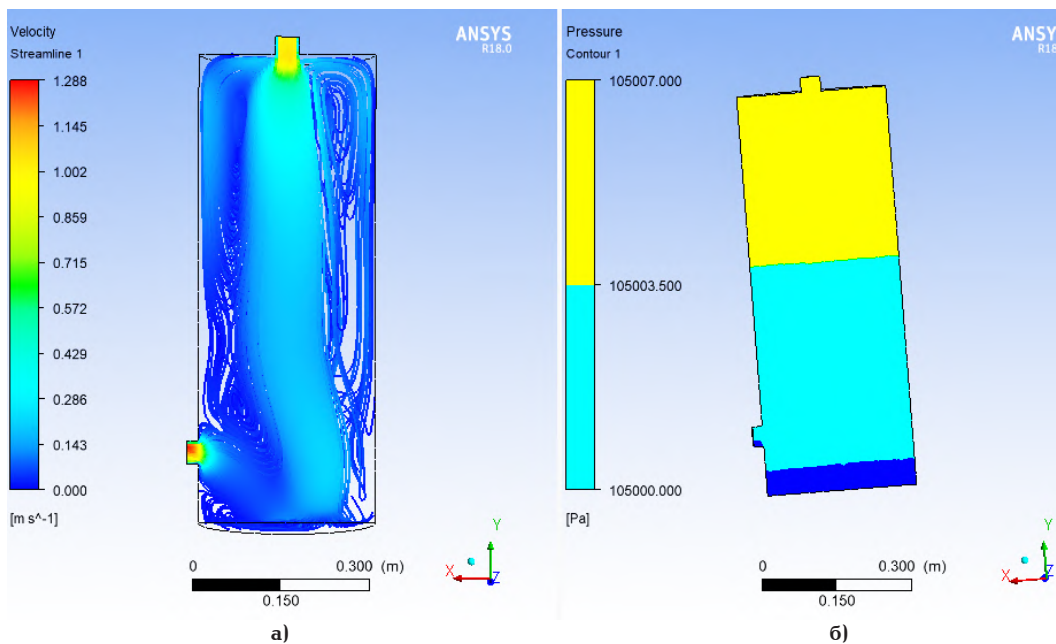 Velocity
Streamline 1
1.288
1.145
1.002
0.859
0.715
0.572
0.429
0.286
0.143
0.000
[m s^-1]
ANSYS
R18.0
Y
X
Z
0
0.300
(m)
0.150
а)
Pressure
Contour 1
105007.000
105003.500
105000.000
[Pa]
ANSYS
R18
Y
X
Z
0
0.300
(m)
0.150
б)